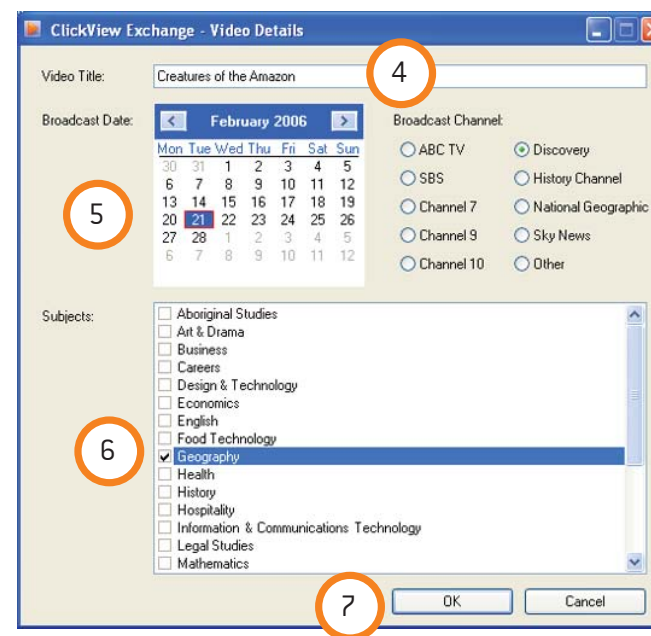 ClickView Exchange - Video Details
Video Title: Creatures of the Amazon
4
Broadcast Date:
February 2006
Mon Tue Wed Thu Fri Sat Sun
30 31 1 2 3 4 5
6 7 8 9 10 11 12
13 14 15 16 17 18 19
20 21 22 23 24 25 26
27 28 1 2 3 4 5
6 7 8 9 10 11 12
5
Broadcast Channel:
ABC TV
Discovery
SBS
History Channel
Channel 7
National Geographic
Channel 9
Sky News
Channel 10
Other
Subjects:
Aboriginal Studies
Art & Drama
Business
Careers
Design & Technology
Economics
English
Food Technology
6
Geography
Health
History
Hospitality
Information & Communications Technology
Legal Studies
Mathematics
7
OK
Cancel